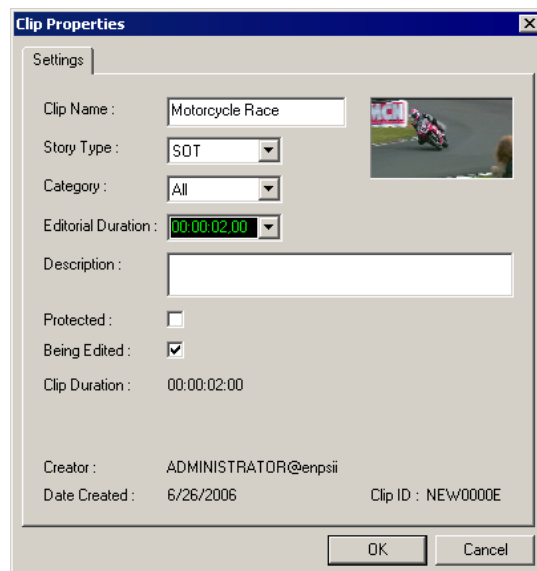 Clip Properties
Settings
Clip Name : Motorcycle Race
Story Type : SOT
Category : All
Editorial Duration : 00:00:02,00
Description :
Protected :
Being Edited :
Clip Duration : 00:00:02:00
Creator : ADMINISTRATOR@enpsii
Date Created : 6/26/2006 Clip ID : NEW0000E
OK Cancel